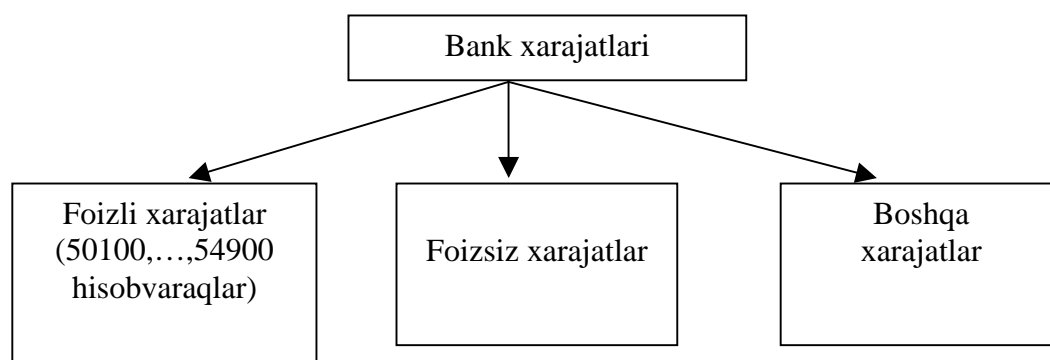 Bank xarajatlari
Foizli xarajatlar
(50100,…,54900
hisobvaraqlar)
Foizsiz xarajatlar
Boshqa
xarajatlar